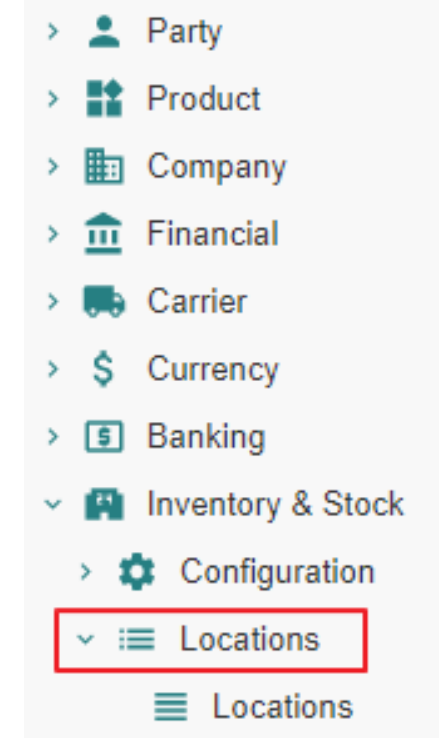 Party
Product
Company
Financial
Carrier
Currency
Banking
Inventory & Stock
Configuration
Locations
Locations